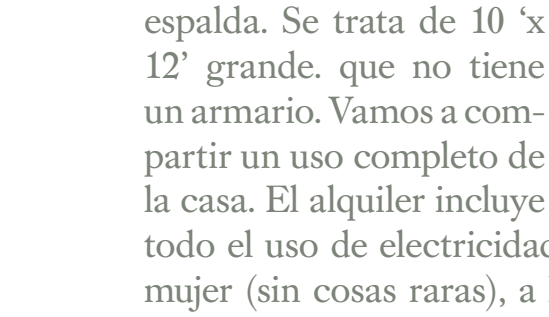 espalda. Se trata de 10 ‘x
12’ grande. que no tiene
un armario. Vamos a com-
partir un uso completo de
la casa. El alquiler incluye
todo el uso de electricidad
mujer (sin cosas raras), a